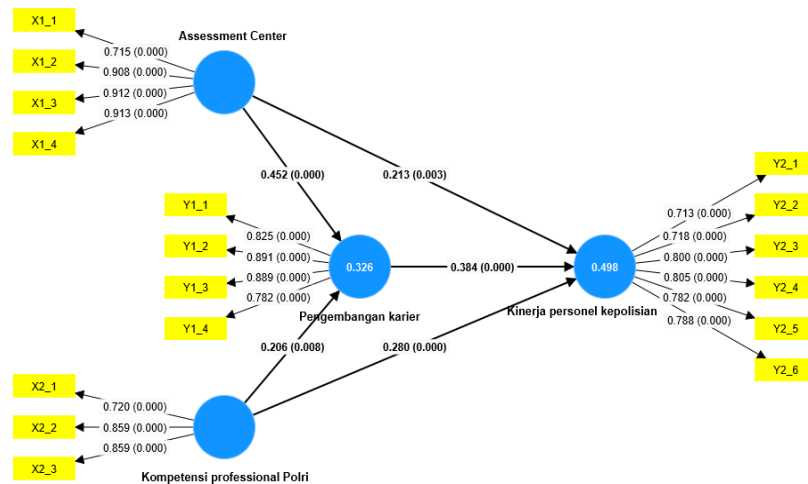 X1_1
X1_2
X1_3
X1_4
0.715 (0.000)
0.908 (0.000)
0.912 (0.000)
0.913 (0.000)
Assessment Center
0.452 (0.000)
0.213 (0.003)
Y1_1
Y1_2
Y1_3
Y1_4
0.825 (0.000)
0.891 (0.000)
0.889 (0.000)
0.782 (0.000)
0.326
Pengembangan karier
0.384 (0.000)
0.498
Kinerja personel kepolisian
0.713 (0.000)
0.718 (0.000)
0.800 (0.000)
0.805 (0.000)
0.782 (0.000)
0.788 (0.000)
Y2_1
Y2_2
Y2_3
Y2_4
Y2_5
Y2_6
0.206 (0.008)
0.280 (0.000)
X2_1
X2_2
X2_3
0.720 (0.000)
0.859 (0.000)
0.859 (0.000)
Kompetensi professional Polri